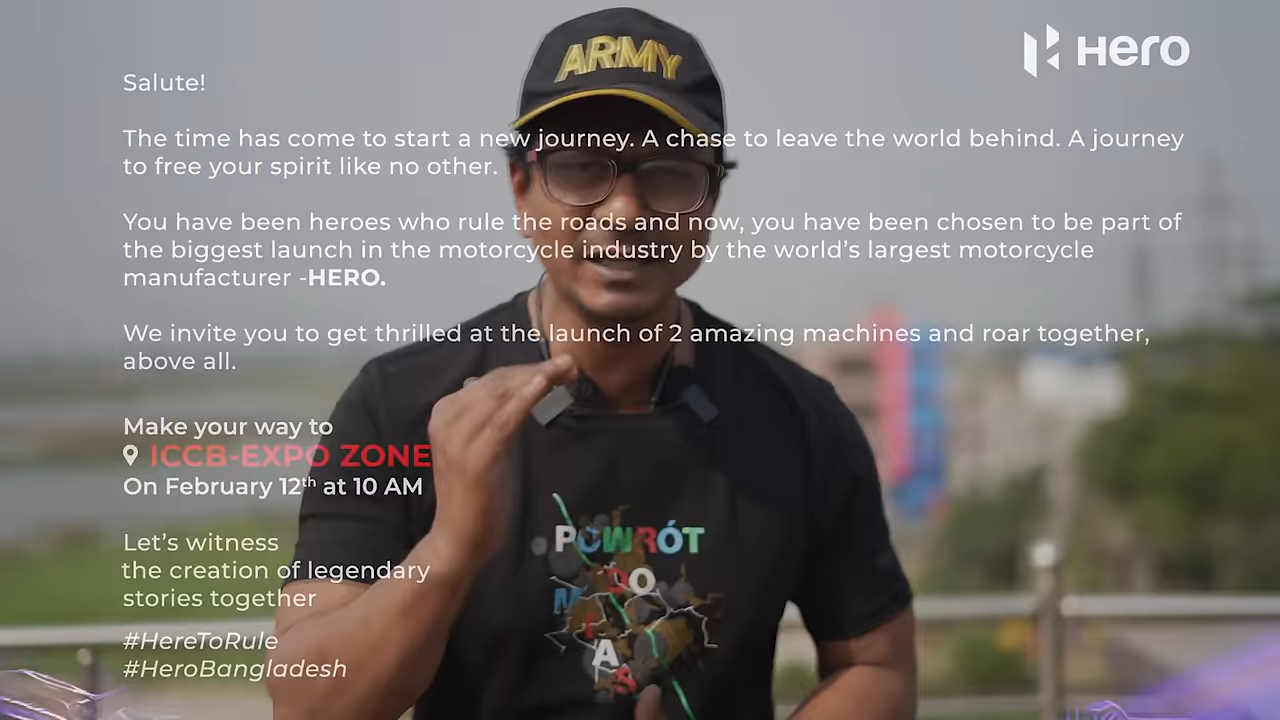 ARMY
Hero
Salute!
The time has come to start a new journey. A chase to leave the world behind. A journey
to free your spirit like no other.
You have been heroes who rule the roads and now, you have been chosen to be part of
the biggest launch in the motorcycle industry by the world’s largest motorcycle
manufacturer -HERO.
We invite you to get thrilled at the launch of 2 amazing machines and roar together,
above all.
Make your way to
ICCB-EXPO ZONE
On February 12th at 10 AM
Let’s witness
the creation of legendary
stories together
#HereToRule
#HeroBangladesh
POWRÓT
DO
MIAS